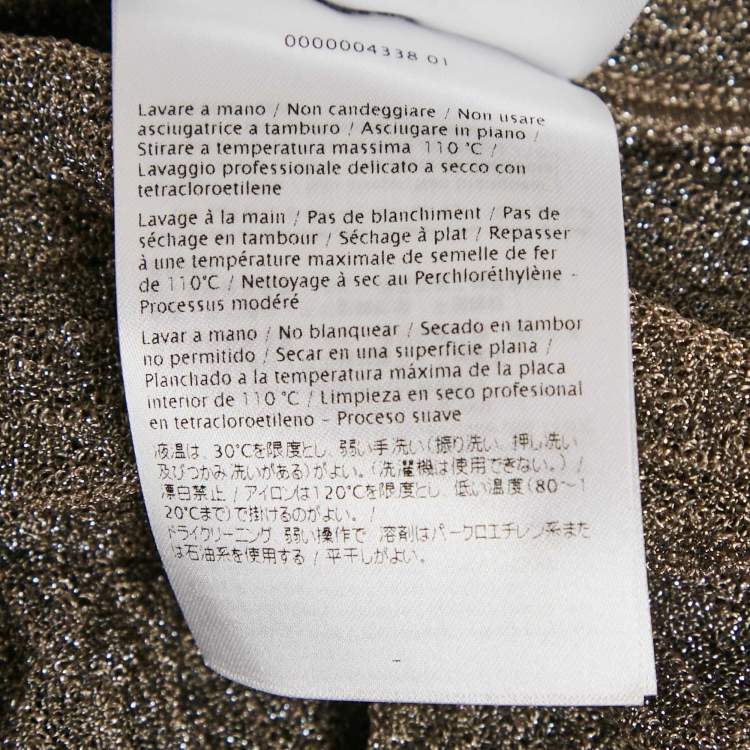 0000004338 01
Lavare a mano / Non candeggiare / Non usare
asciugatrice a tamburo / Asciugare in piano /
Stirare a temperatura massima 110 °C /
Lavaggio professionale delicato a secco con
tetracloroetilene
Lavage à la main / Pas de blanchiment / Pas de
séchage en tambour / Séchage à plat / Repasser
à une température maximale de semelle de fer
de 110°C / Nettoyage à sec au Perchloréthylène -
Processus modéré
Lavar a mano / No blanquear / Secado en tambor
no permitido / Secar en una superficie plana /
Planchado a la temperatura máxima de la placa
interior de 110 °C / Limpieza en seco profesional
en tetracloroetileno - Proceso suave
液温は、30℃を限度とし、弱い手洗い(振り洗い、押し洗い
及びつかみ洗いがある)がよい。(洗濯機は使用できない。) /
漂白禁止 / アイロンは120℃を限度とし、低い温度(80〜1
20℃まで)で掛けるのがよい。 /
ドライクリーニング 弱い操作で 溶剤はパークロエチレン系また
は石油系を使用する / 平干しがよい。